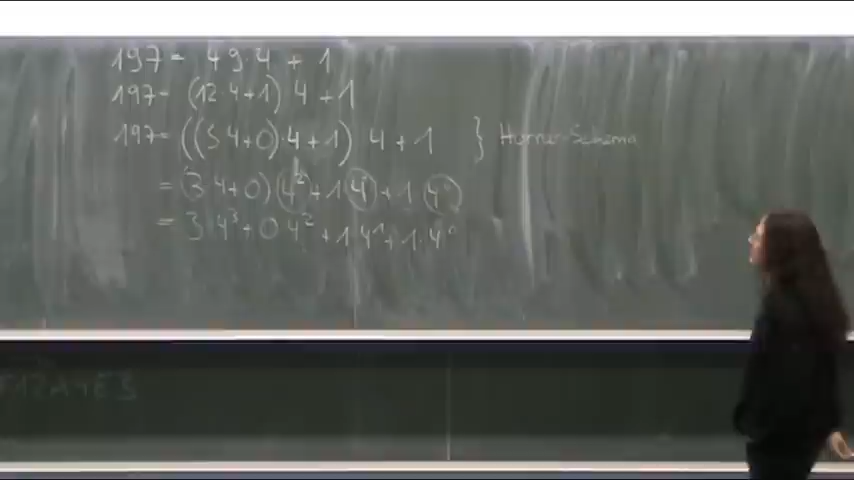 197 = 49·4 + 1
197 = (12·4+1)·4 + 1
197 = ((3·4+0)·4+1)·4 + 1 } Horner-Schema
= (3·4+0)(4²)+1·(4)+1·(4⁰)
= 3·4³+0·4²+1·4¹+1·4⁰